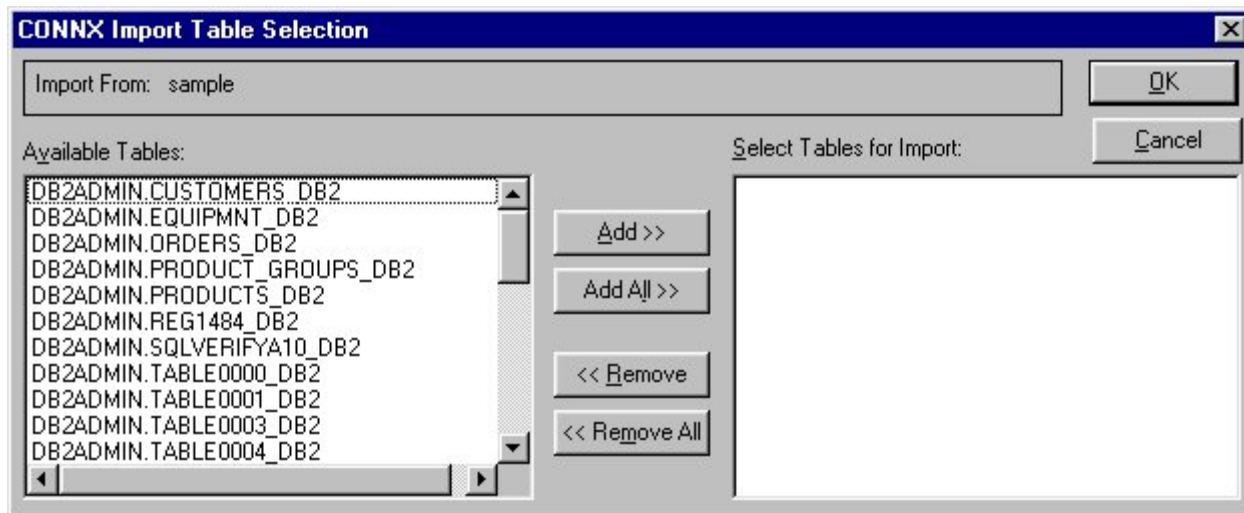 CONNX Import Table Selection
Import From: sample
OK
Cancel
Available Tables:
DB2ADMIN.CUSTOMERS_DB2
DB2ADMIN.EQUIPMNT_DB2
DB2ADMIN.ORDERS_DB2
DB2ADMIN.PRODUCT_GROUPS_DB2
DB2ADMIN.PRODUCTS_DB2
DB2ADMIN.REG1484_DB2
DB2ADMIN.SQLVERIFYA10_DB2
DB2ADMIN.TABLE0000_DB2
DB2ADMIN.TABLE0001_DB2
DB2ADMIN.TABLE0003_DB2
DB2ADMIN.TABLE0004_DB2
Add >>
Add All >>
<< Remove
<< Remove All
Select Tables for Import: